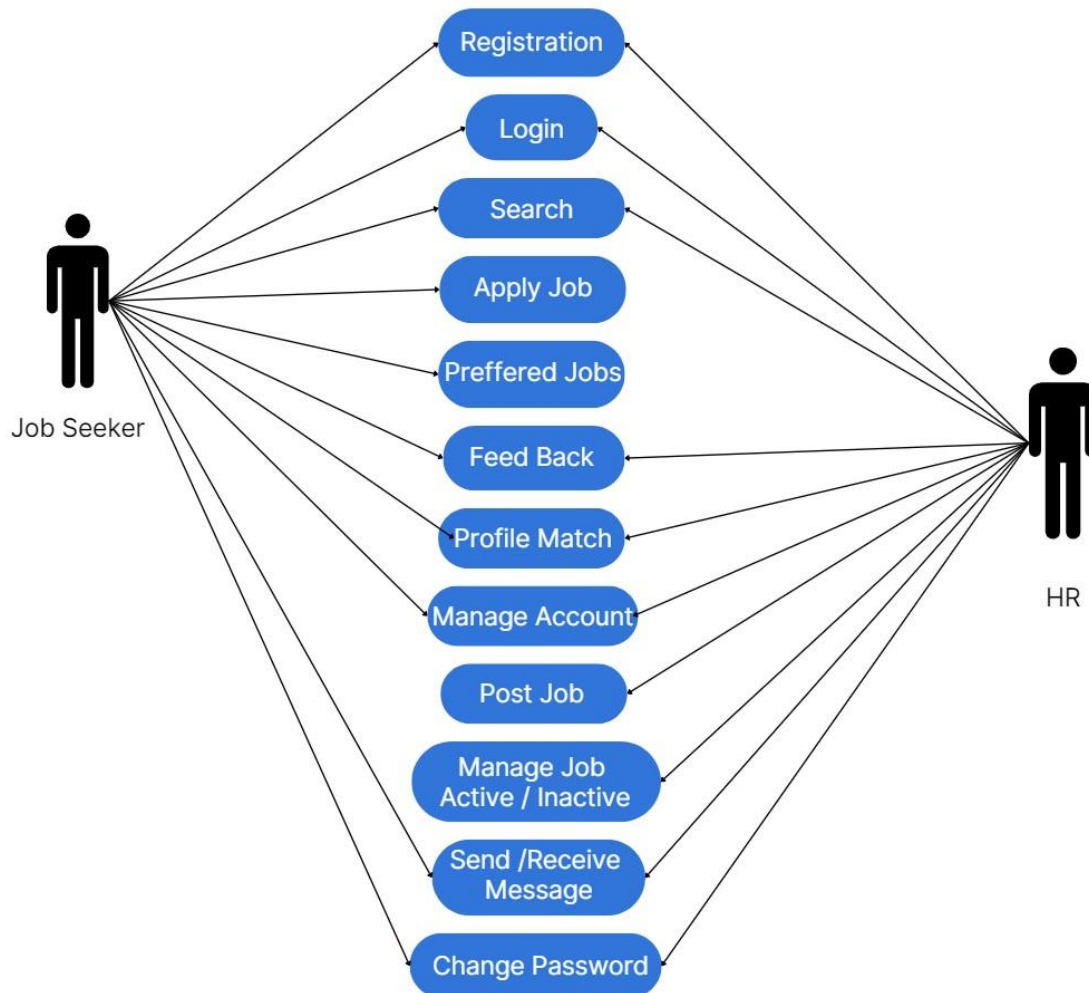 Registration
Login
Search
Apply Job
Preffered Jobs
Job Seeker
Feed Back
Profile Match
HR
Manage Account
Post Job
Manage Job
Active / Inactive
Send /Receive
Message
Change Password